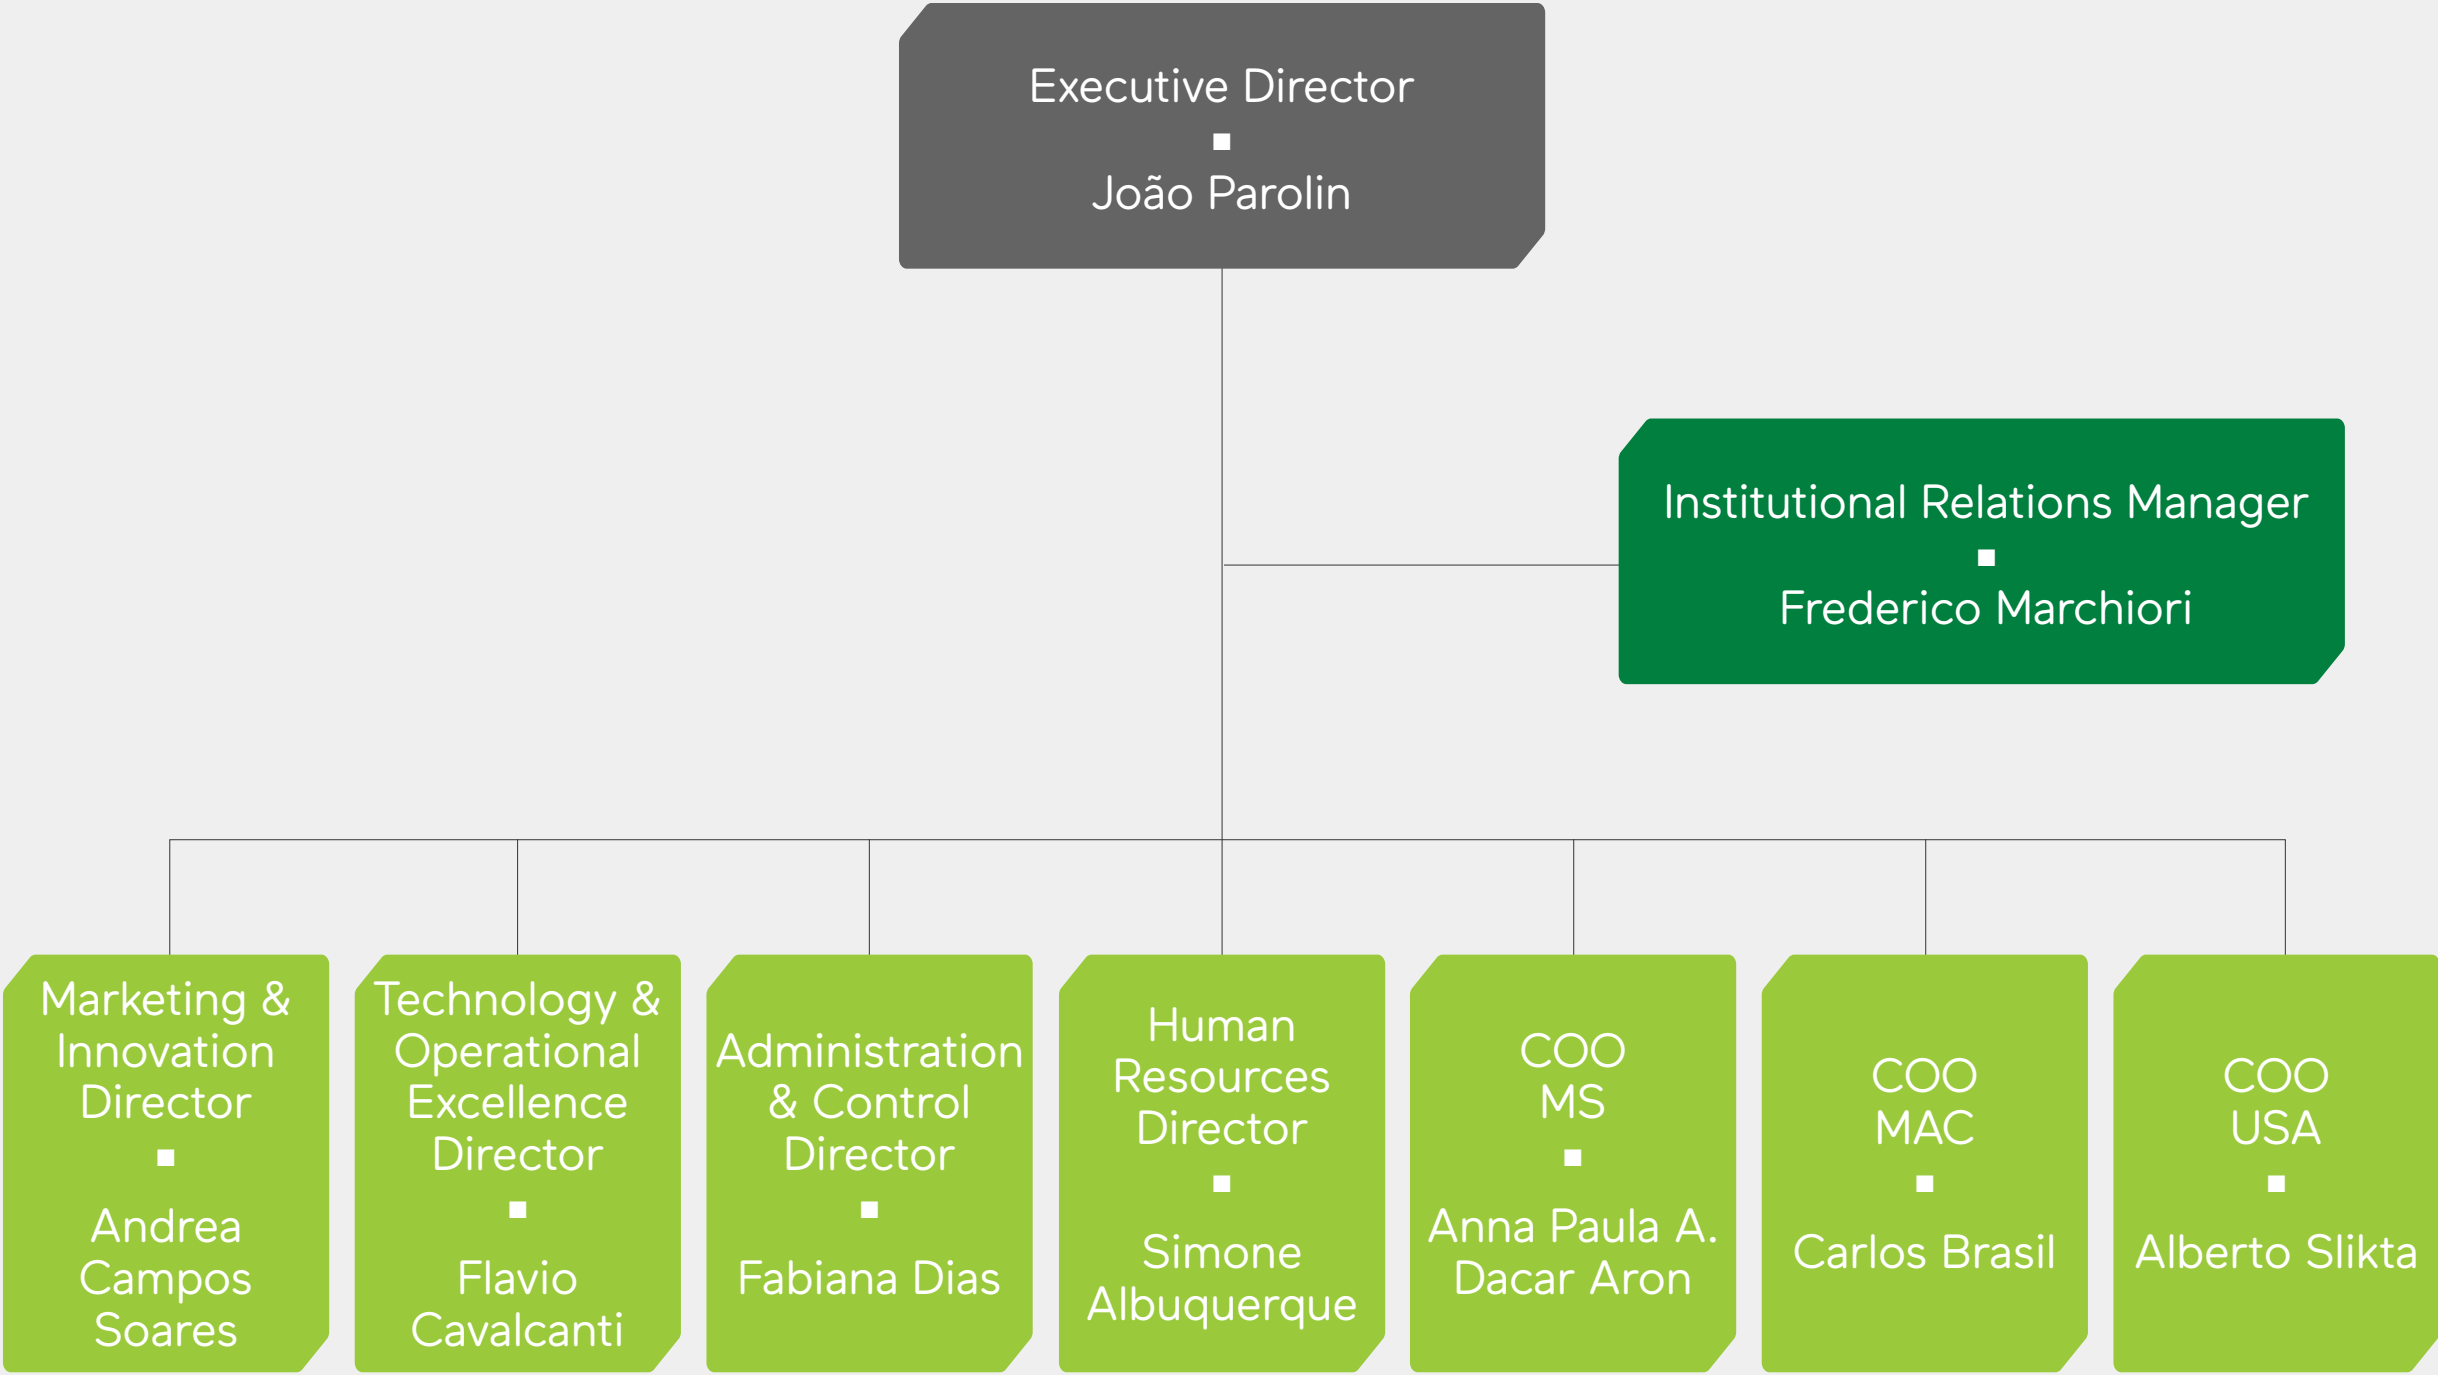 Executive Director
João Parolin
Institutional Relations Manager
Frederico Marchiori
Marketing &
Innovation
Director
Andrea
Campos
Soares
Technology &
Operational
Excellence
Director
Flavio
Cavalcanti
Administration
& Control
Director
Fabiana Dias
Human
Resources
Director
Simone
Albuquerque
COO
MS
Anna Paula A.
Dacar Aron
COO
MAC
Carlos Brasil
COO
USA
Alberto Slikta